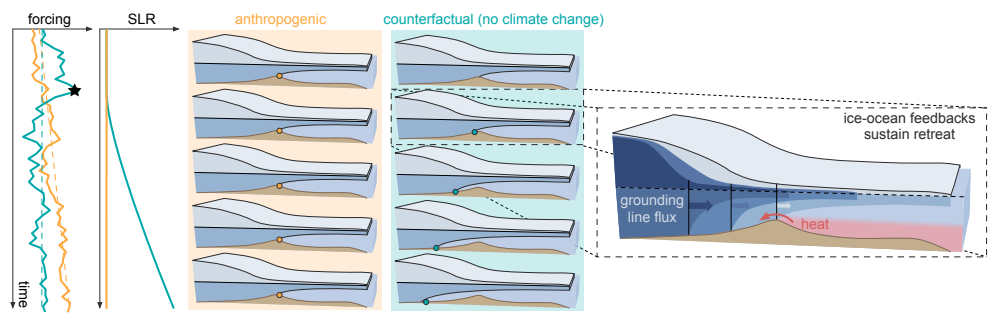 forcing
SLR
anthropogenic
counterfactual (no climate change)
time
ice-ocean feedbacks
sustain retreat
grounding
line flux
heat